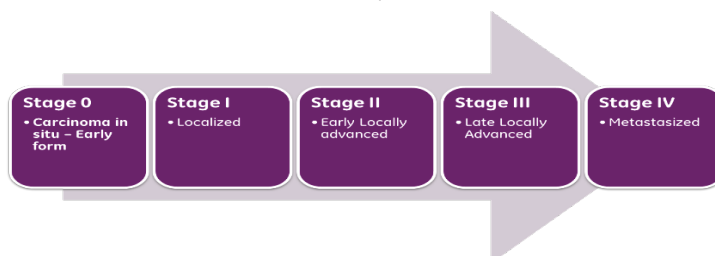 Stage 0
• Carcinoma in
situ – Early
form
Stage I
• Localized
Stage II
• Early Locally
advanced
Stage III
• Late Locally
Advanced
Stage IV
• Metastasized